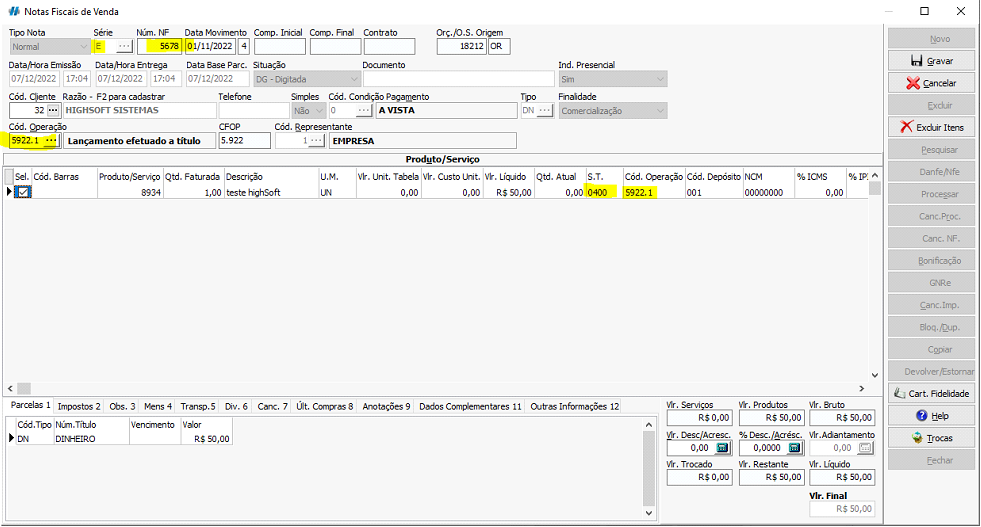 Notas Fiscais de Venda
Tipo Nota Série Núm. NF Data Movimento Comp. Inicial Comp. Final Contrato Orç./O.S. Origem
Normal E ... 5678 01/11/2022 4 18212 OR
Data/Hora Emissão Data/Hora Entrega Data Base Parc. Situação Documento Ind. Presencial
07/12/2022 17:04 07/12/2022 17:04 07/12/2022 DG - Digitada Sim
Cód. Cliente Razão - F2 para cadastrar Telefone Simples Cód. Condição Pagamento Tipo Finalidade
32 ... HIGHSOFT SISTEMAS Não 0 ... A VISTA DN ... Comercialização
Cód. Operação CFOP Cód. Representante
5922.1 ... Lançamento efetuado a título 5.922 1 ... EMPRESA
Produto/Serviço
Sel. Cód. Barras Produto/Serviço Qtd. Faturada Descrição U.M. Vlr. Unit. Tabela Vlr. Custo Unit. Vlr. Líquido Qtd. Atual S.T. Cód. Operação Cód. Depósito NCM % ICMS % IP
8934 1,00 teste highSoft UN 0,00 0,00 R$ 50,00 0,00 0400 5922.1 001 00000000 0,00
Parcelas 1 Impostos 2 Obs. 3 Mens 4 Transp.5 Div. 6 Canc. 7 Últ. Compras 8 Anotações 9 Dados Complementares 11 Outras Informações 12
Cód.Tipo Núm.Título Vencimento Valor
DN DINHEIRO R$ 50,00
Vlr. Serviços Vlr. Produtos Vlr. Bruto
R$ 0,00 R$ 50,00 R$ 50,00
Vlr. Desc/Acresc. % Desc./Acrésc. Vlr.Adiantamento
0,00 0,0000 0,00
Vlr. Trocado Vlr. Restante Vlr. Líquido
R$ 0,00 R$ 50,00 R$ 50,00
Vlr. Final
R$ 50,00
Novo
Gravar
Cancelar
Excluir
Excluir Itens
Pesquisar
Danfe/Nfe
Processar
Canc.Proc.
Canc. NF.
Bonificação
GNRe
Canc.Imp.
Bloq./Dup.
Copiar
Devolver/Estornar
Cart. Fidelidade
Help
Trocas
Fechar